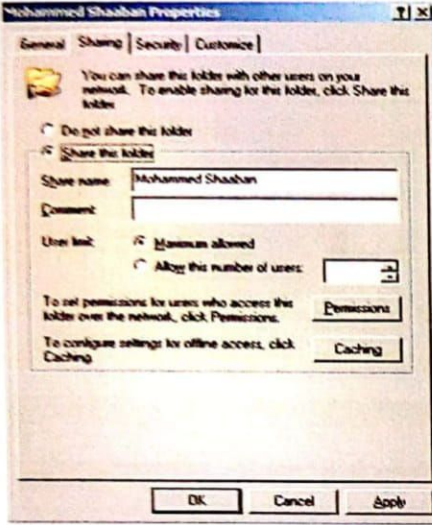 Mohammed Shaaban Properties
General Sharing Security Customize
You can share this folder with other users on your
network. To enable sharing for this folder, click Share this
folder.
Do not share this folder
Share this folder
Share name: Mohammed Shaaban
Comment:
User limit: Maximum allowed
Allow this number of users:
To set permissions for users who access this
folder over the network, click Permissions.
Permissions
To configure settings for offline access, click
Caching.
Caching
OK Cancel Apply